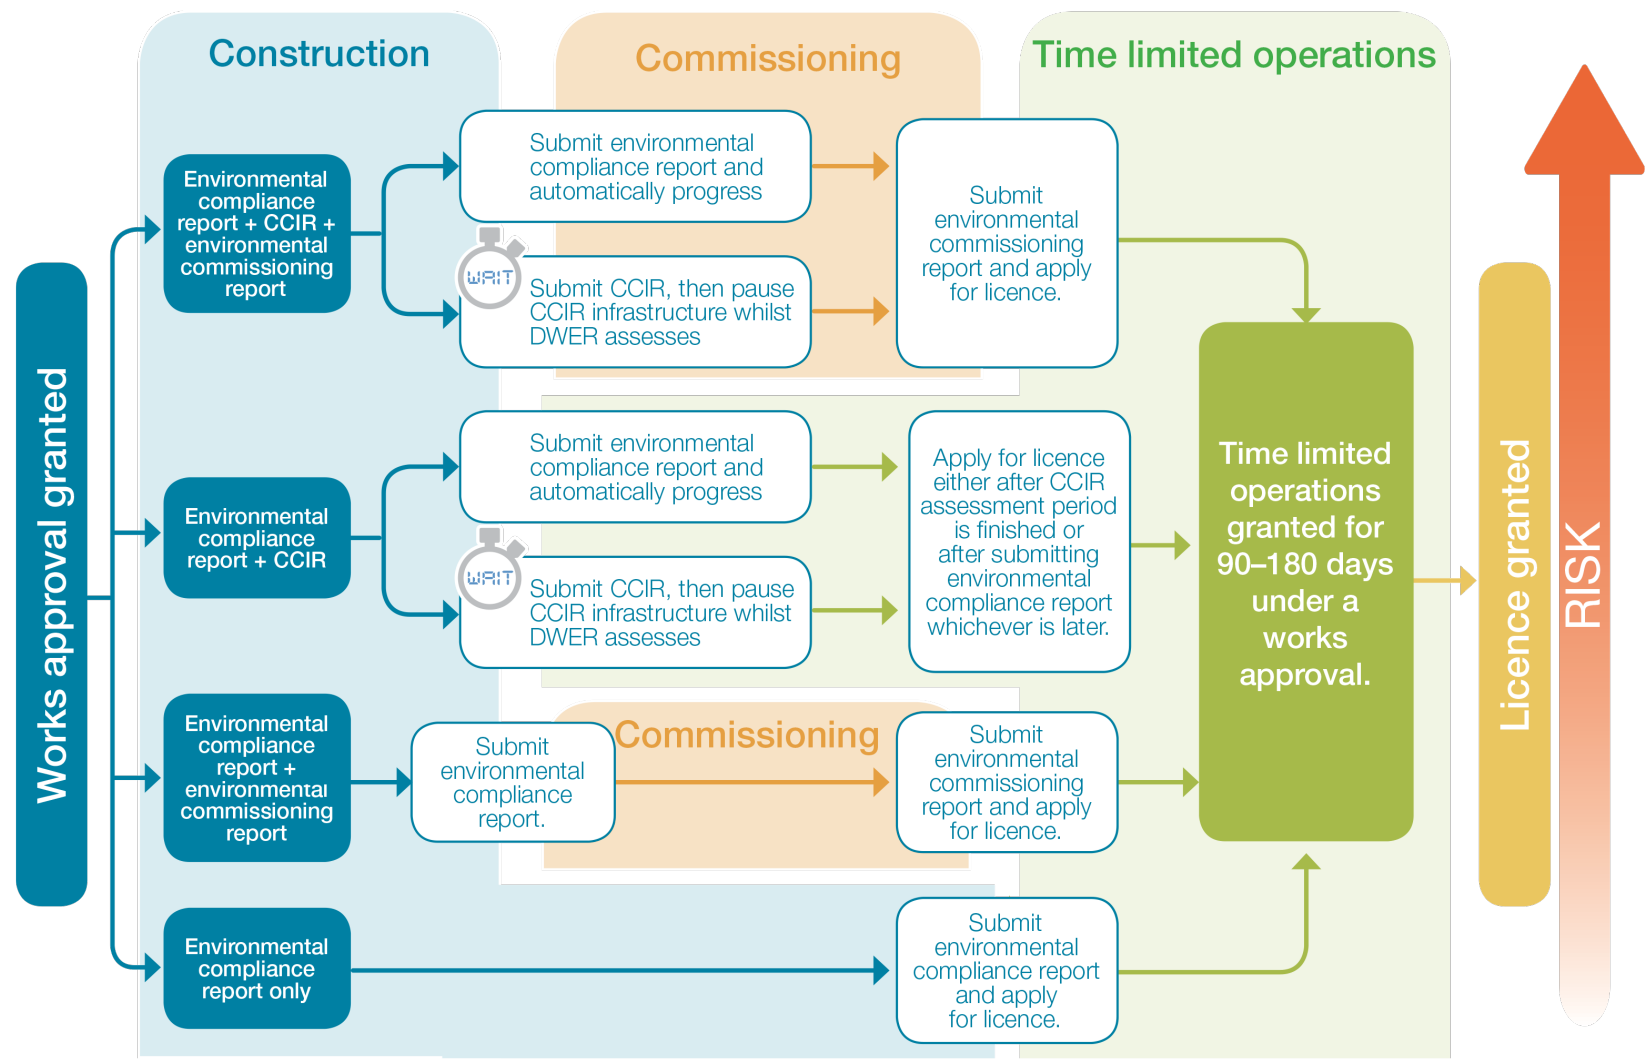 Construction
Commissioning
Time limited operations
Works approval granted
Environmental
compliance
report + CCIR +
environmental
commissioning
report
Submit environmental
compliance report and
automatically progress
WAIT
Submit CCIR, then pause
CCIR infrastructure whilst
DWER assesses
Submit
environmental
commissioning
report and apply
for licence.
Environmental
compliance
report + CCIR
Submit environmental
compliance report and
automatically progress
WAIT
Submit CCIR, then pause
CCIR infrastructure whilst
DWER assesses
Apply for licence
either after CCIR
assessment period
is finished or
after submitting
environmental
compliance report
whichever is later.
Environmental
compliance
report +
environmental
commissioning
report
Submit
environmental
compliance
report.
Commissioning
Submit
environmental
commissioning
report and apply
for licence.
Environmental
compliance
report only
Submit
environmental
compliance report
and apply
for licence.
Time limited
operations
granted for
90–180 days
under a
works
approval.
Licence granted
RISK